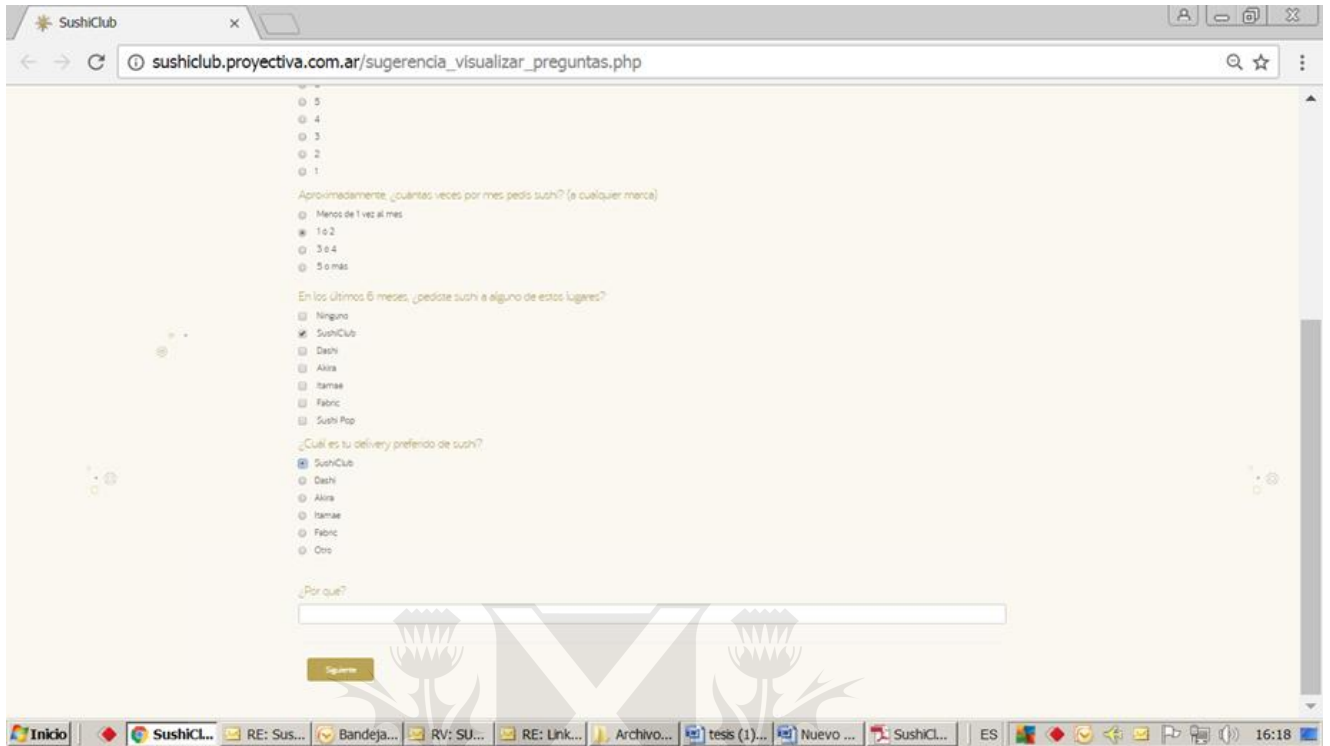 SushiClub
sushiclub.proyectiva.com.ar/sugerencia_visualizar_preguntas.php
5
4
3
2
1
Aproximadamente, ¿cuántas veces por mes pedís sushi? (a cualquier marca)
Menos de 1 vez al mes
1 ó 2
3 ó 4
5 o más
En los últimos 6 meses, ¿pediste sushi a alguno de estos lugares?
Ninguno
SushiClub
Dashi
Akira
Itamae
Fabric
Sushi Pop
¿Cuál es tu delivery preferido de sushi?
SushiClub
Dashi
Akira
Itamae
Fabric
Otro
¿Por que?
Siguiente
Inicio SushiCl... RE: Sus... Bandeja... RV: SU... RE: Link... Archivo... tesis (1)... Nuevo ... SushiCl... ES 16:18